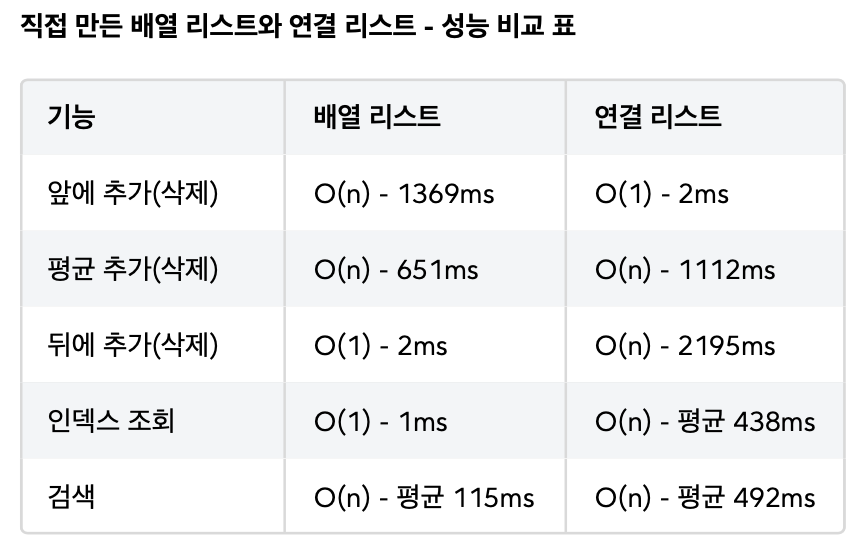 직접 만든 배열 리스트와 연결 리스트 - 성능 비교 표
기능 배열 리스트 연결 리스트
앞에 추가(삭제) O(n) - 1369ms O(1) - 2ms
평균 추가(삭제) O(n) - 651ms O(n) - 1112ms
뒤에 추가(삭제) O(1) - 2ms O(n) - 2195ms
인덱스 조회 O(1) - 1ms O(n) - 평균 438ms
검색 O(n) - 평균 115ms O(n) - 평균 492ms